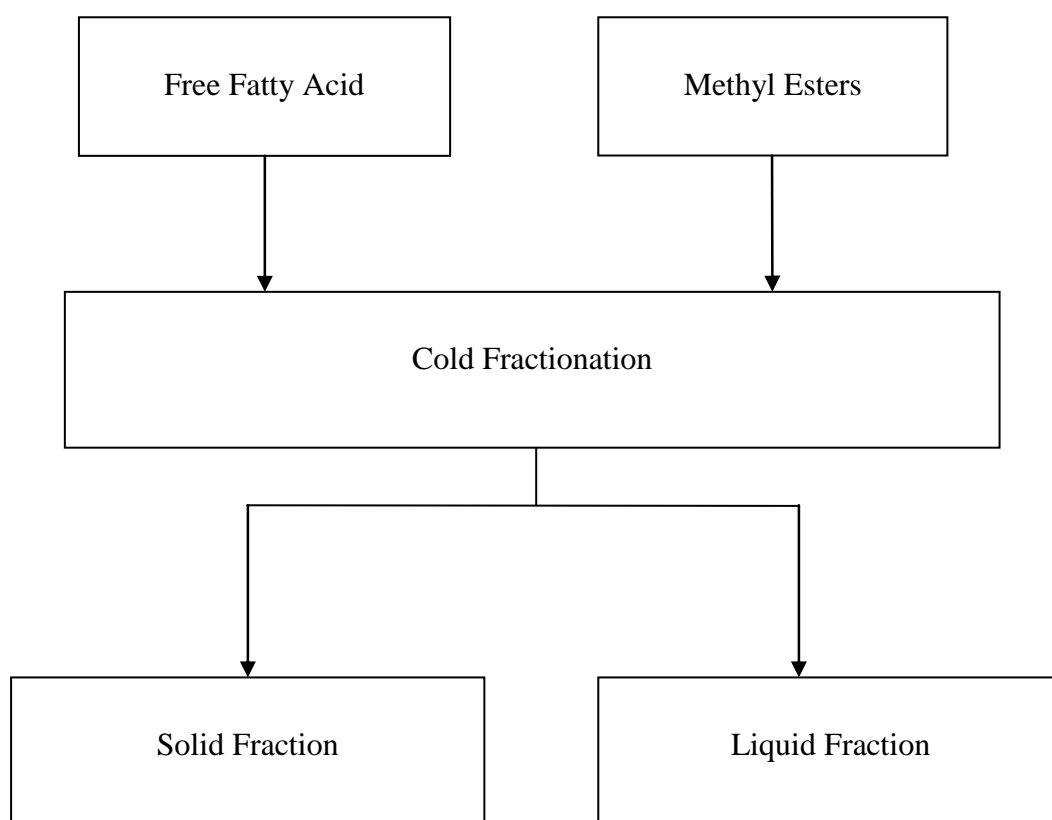 Free Fatty Acid
Methyl Esters
Cold Fractionation
Solid Fraction
Liquid Fraction